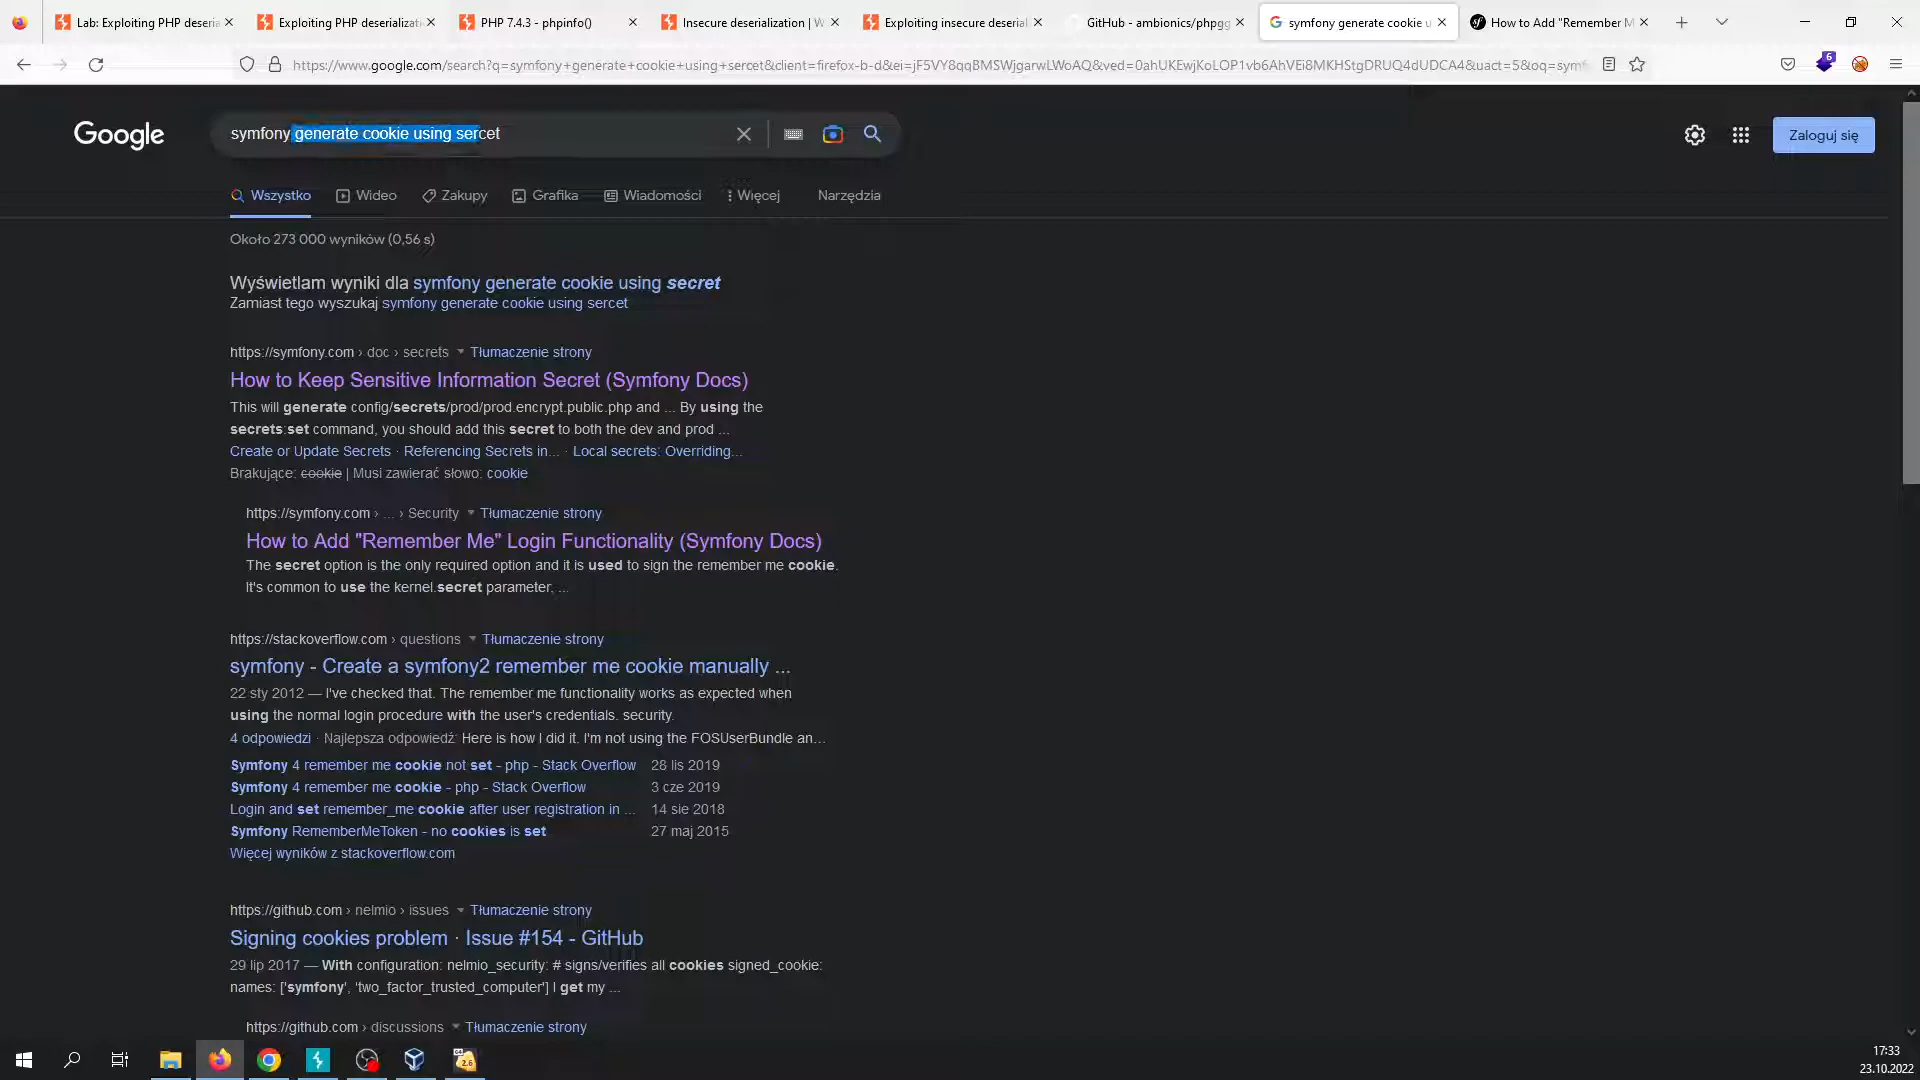 Lab: Exploiting PHP deseria
Exploiting PHP deserializati
PHP 7.4.3 - phpinfo()
Insecure deserialization | W
Exploiting insecure deserial
GitHub - ambionics/phpgg
symfony generate cookie u
How to Add "Remember M
https://www.google.com/search?q=symfony+generate+cookie+using+sercet&client=firefox-b-d&ei=jF5VY8qqBMSWjgarwLWoAQ&ved=0ahUKEwjKoLOP1vb6AhVEi8MKHStgDRUQ4dUDCA4&uact=5&oq=symf
6
Google
symfony generate cookie using sercet
Zaloguj się
Wszystko
Wideo
Zakupy
Grafika
Wiadomości
Więcej
Narzędzia
Około 273 000 wyników (0,56 s)
Wyświetlam wyniki dla symfony generate cookie using secret
Zamiast tego wyszukaj symfony generate cookie using sercet
https://symfony.com › doc › secrets Tłumaczenie strony
How to Keep Sensitive Information Secret (Symfony Docs)
This will generate config/secrets/prod/prod.encrypt.public.php and ... By using the
secrets:set command, you should add this secret to both the dev and prod ...
Create or Update Secrets · Referencing Secrets in... · Local secrets: Overriding...
Brakujące: cookie | Musi zawierać słowo: cookie
https://symfony.com › ... › Security Tłumaczenie strony
How to Add "Remember Me" Login Functionality (Symfony Docs)
The secret option is the only required option and it is used to sign the remember me cookie.
It's common to use the kernel.secret parameter. ...
https://stackoverflow.com › questions Tłumaczenie strony
symfony - Create a symfony2 remember me cookie manually ...
22 sty 2012 — I've checked that. The remember me functionality works as expected when
using the normal login procedure with the user's credentials. security.
4 odpowiedzi · Najlepsza odpowiedź: Here is how I did it. I'm not using the FOSUserBundle an...
Symfony 4 remember me cookie not set - php - Stack Overflow 28 lis 2019
Symfony 4 remember me cookie - php - Stack Overflow 3 cze 2019
Login and set remember_me cookie after user registration in ... 14 sie 2018
Symfony RememberMeToken - no cookies is set 27 maj 2015
Więcej wyników z stackoverflow.com
https://github.com › nelmio › issues Tłumaczenie strony
Signing cookies problem · Issue #154 - GitHub
29 lip 2017 — With configuration: nelmio_security: # signs/verifies all cookies signed_cookie:
names: ['symfony', 'two_factor_trusted_computer'] I get my ...
https://github.com › discussions Tłumaczenie strony
2.6
17:33
23.10.2022